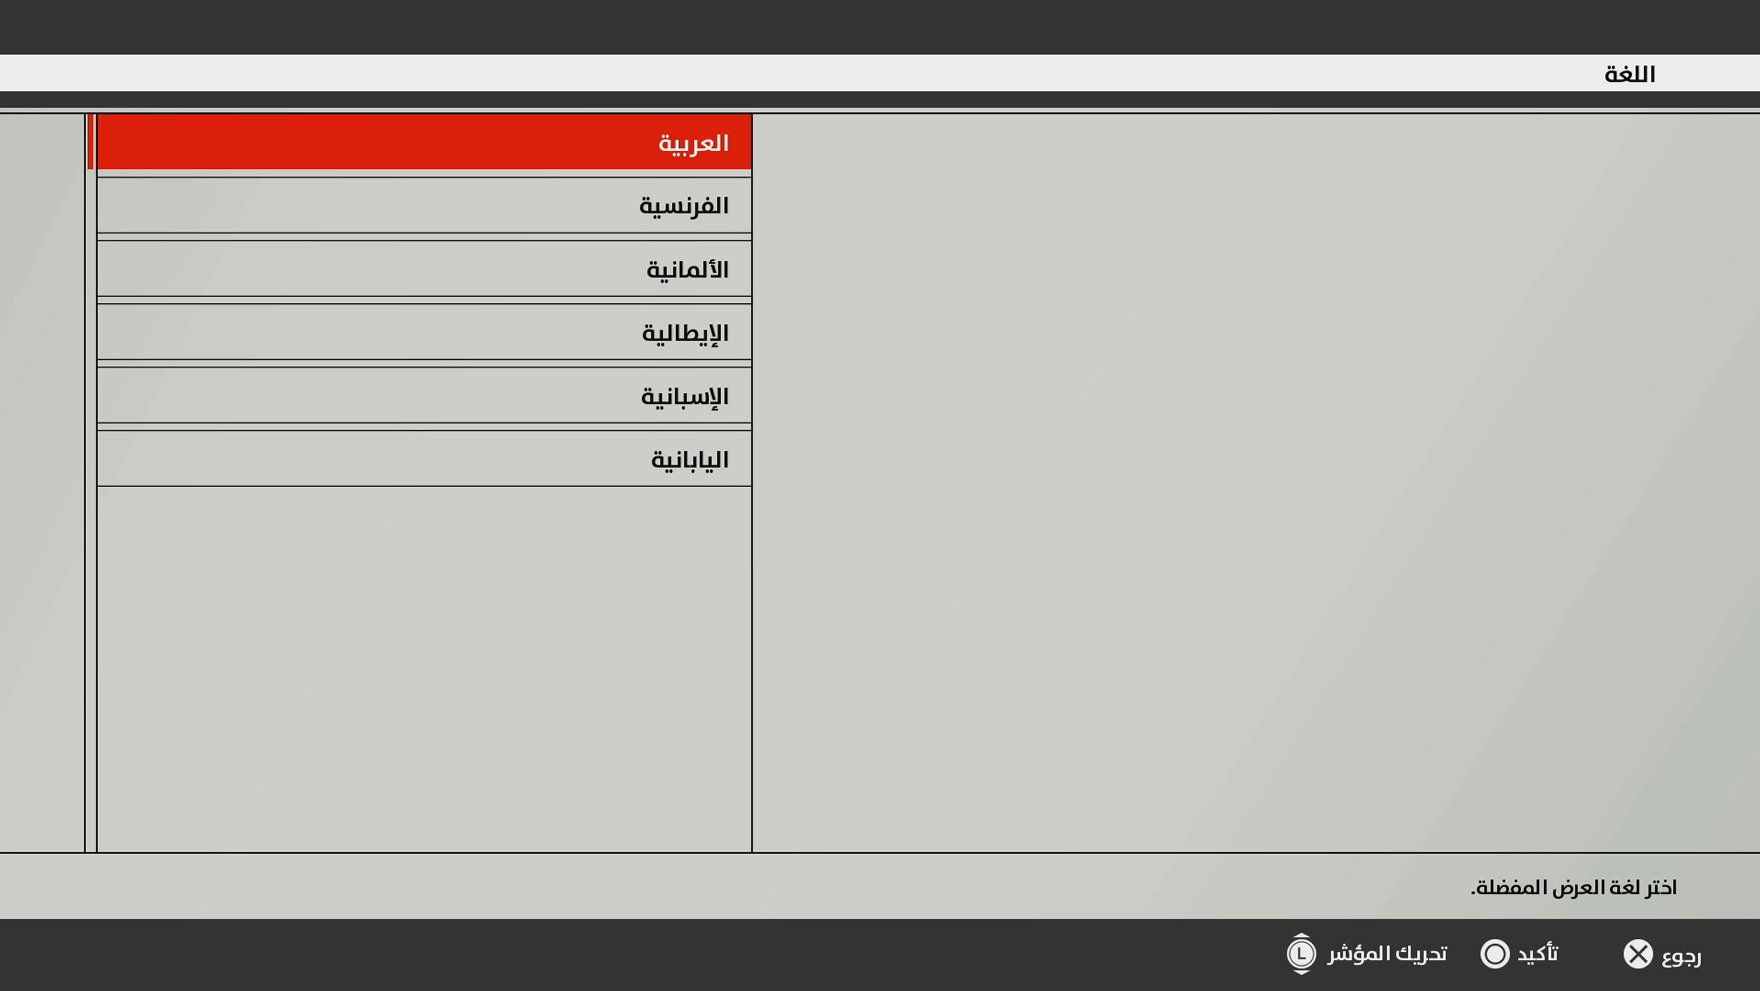 اللغة
العربية
الفرنسية
الألمانية
الإيطالية
الإسبانية
اليابانية
اختر لغة العرض المفضلة.
رجوع
تأكيد
تحريك المؤشر L